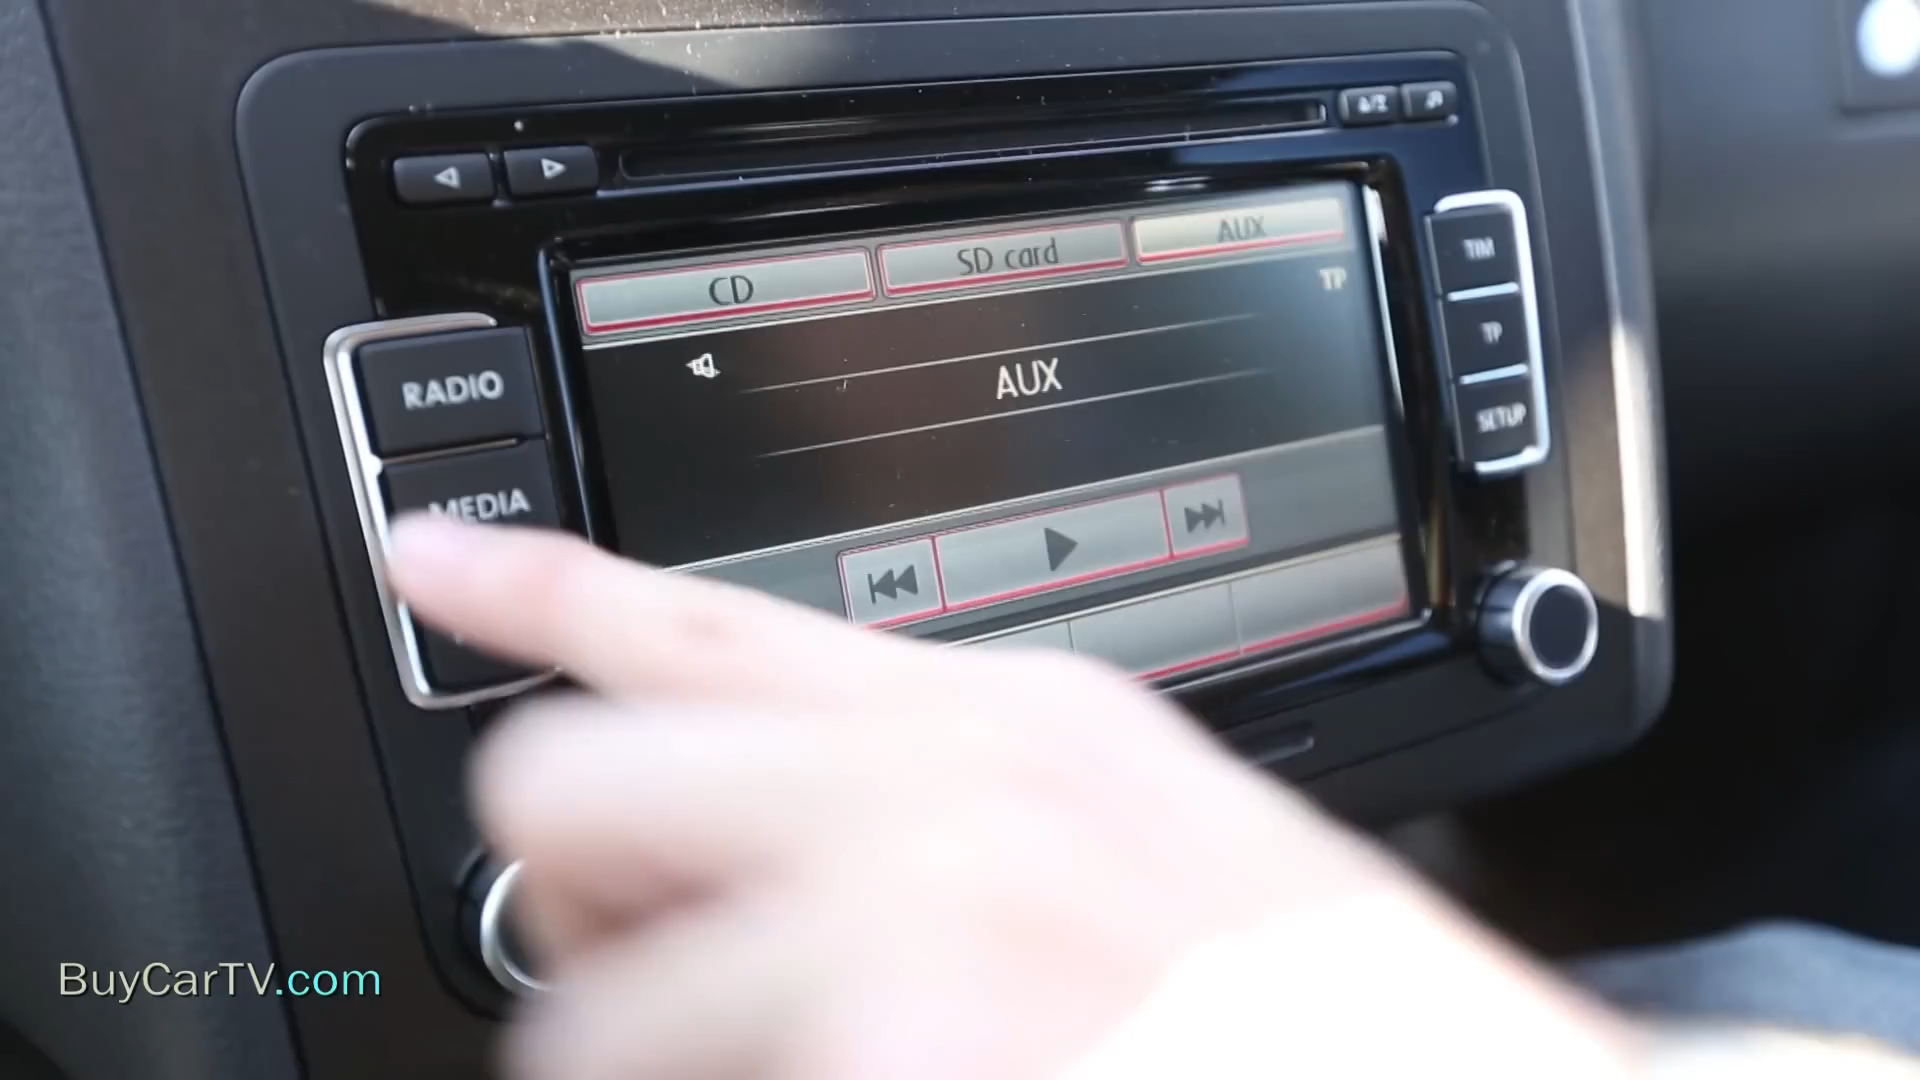 CD
SD card
AUX
TP
AUX
RADIO
MEDIA
TIM
TP
SETUP
BuyCarTV.com